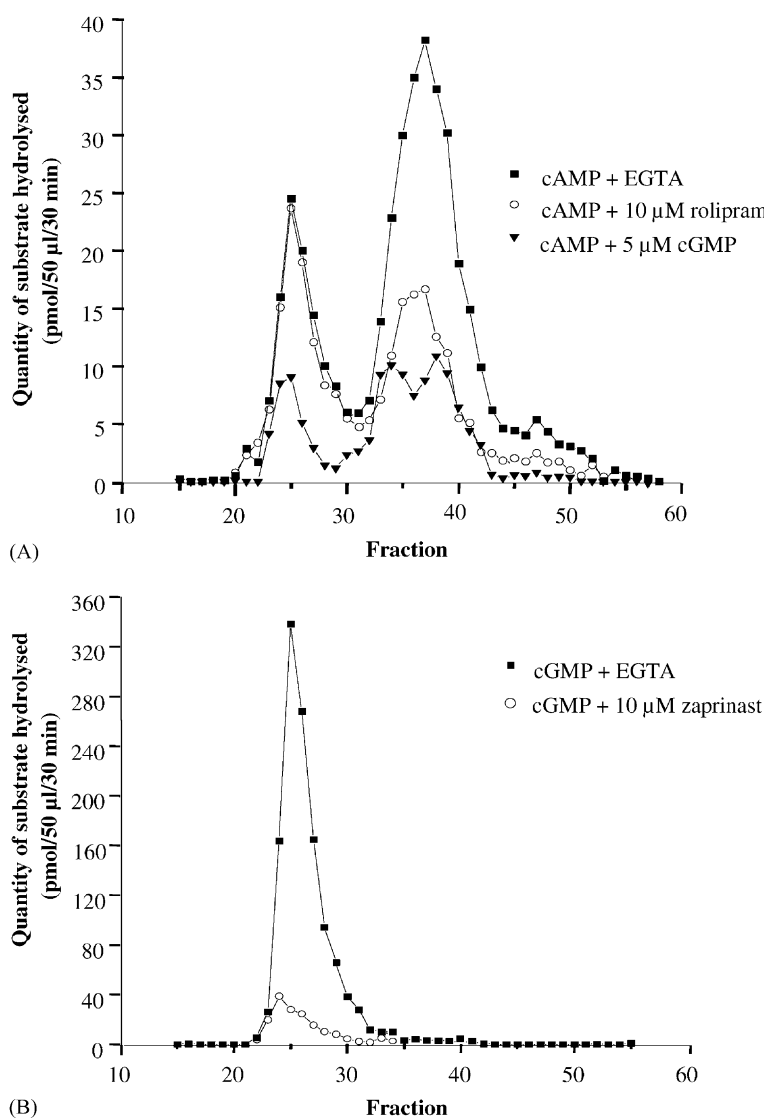 40
35
30
25
20
15
10
5
0
10
20
30
40
50
60
Quantity of substrate hydrolysed
(pmol/50 µl/30 min)
cAMP + EGTA
cAMP + 10 µM rolipram
cAMP + 5 µM cGMP
Fraction
(A)
360
320
280
240
200
160
120
80
40
0
10
20
30
40
50
60
Quantity of substrate hydrolysed
(pmol/50 µl/30 min)
cGMP + EGTA
cGMP + 10 µM zaprinast
Fraction
(B)